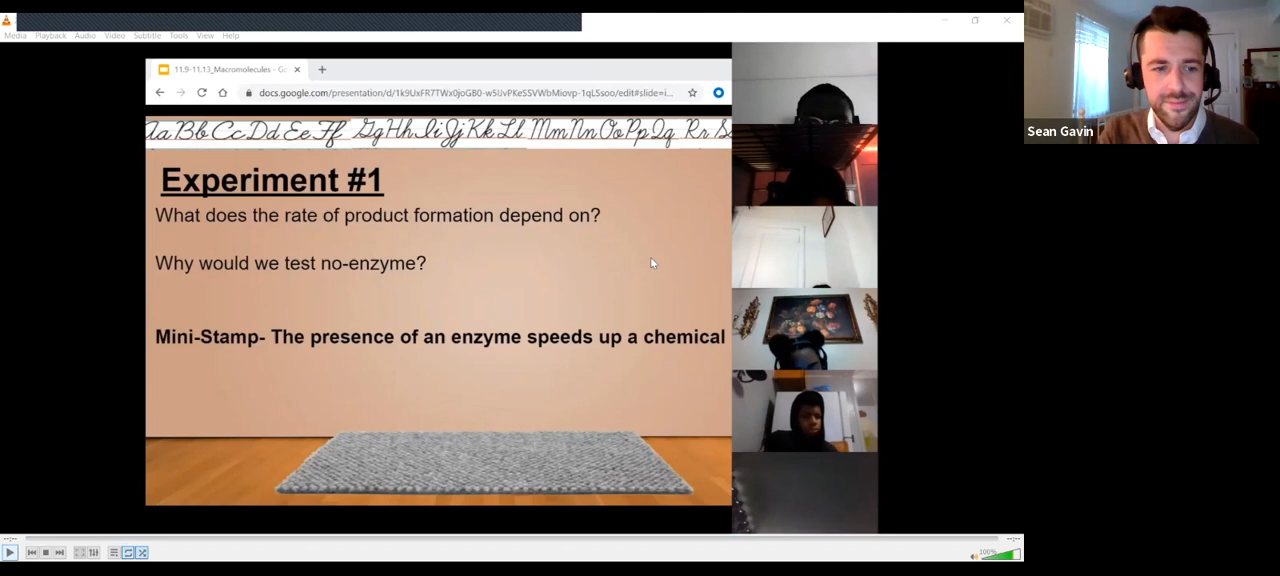 Media Playback Audio Video Subtitle Tools View Help
11.9-11.13_Macromolecules - Go
docs.google.com/presentation/d/1k9UxFR7TWx0joGB0-w5UvPKeSSVWbMiovp-1qLSsoo/edit#slide=i...
Aa Bb Cc Dd Ee Ff Gg Hh Ii Jj Kk Ll Mm Nn Oo Pp Qq Rr S
Experiment #1
What does the rate of product formation depend on?
Why would we test no-enzyme?
Mini-Stamp- The presence of an enzyme speeds up a chemical
Sean Gavin
--:--
--:--
100%